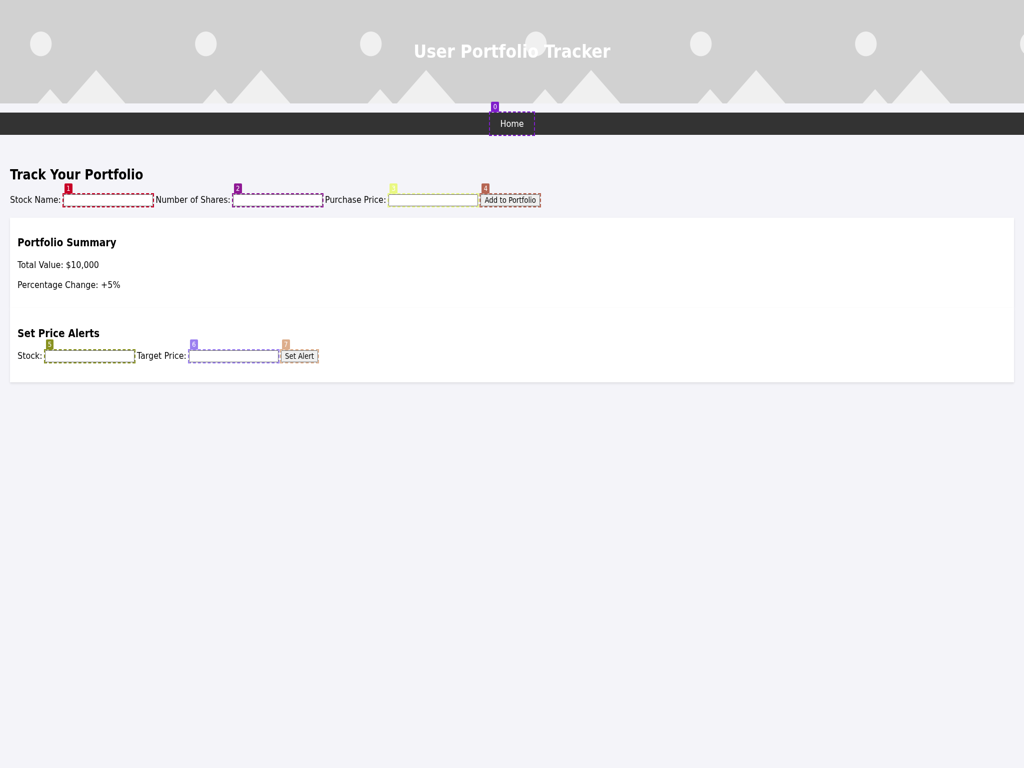 User Portfolio Tracker
0
Home
Track Your Portfolio
1 2 3 4
Stock Name: Number of Shares: Purchase Price: Add to Portfolio
Portfolio Summary
Total Value: $10,000
Percentage Change: +5%
Set Price Alerts
5 6 7
Stock: Target Price: Set Alert